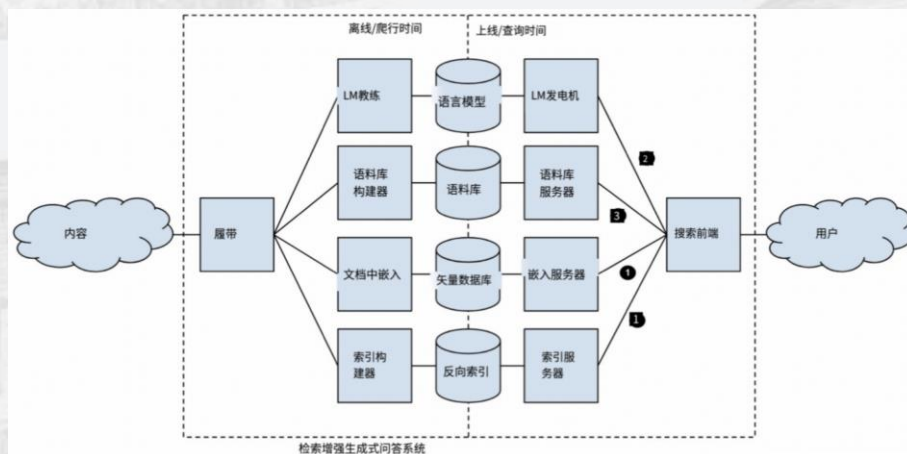 离线/爬行时间
上线/查询时间
LM教练
语言模型
LM发电机
2
语料库
构建器
语料库
语料库
服务器
3
内容
履带
搜索前端
用户
文档中嵌入
矢量数据库
嵌入服务器
1
1
索引构
建器
反向索引
索引服
务器
检索增强生成式问答系统